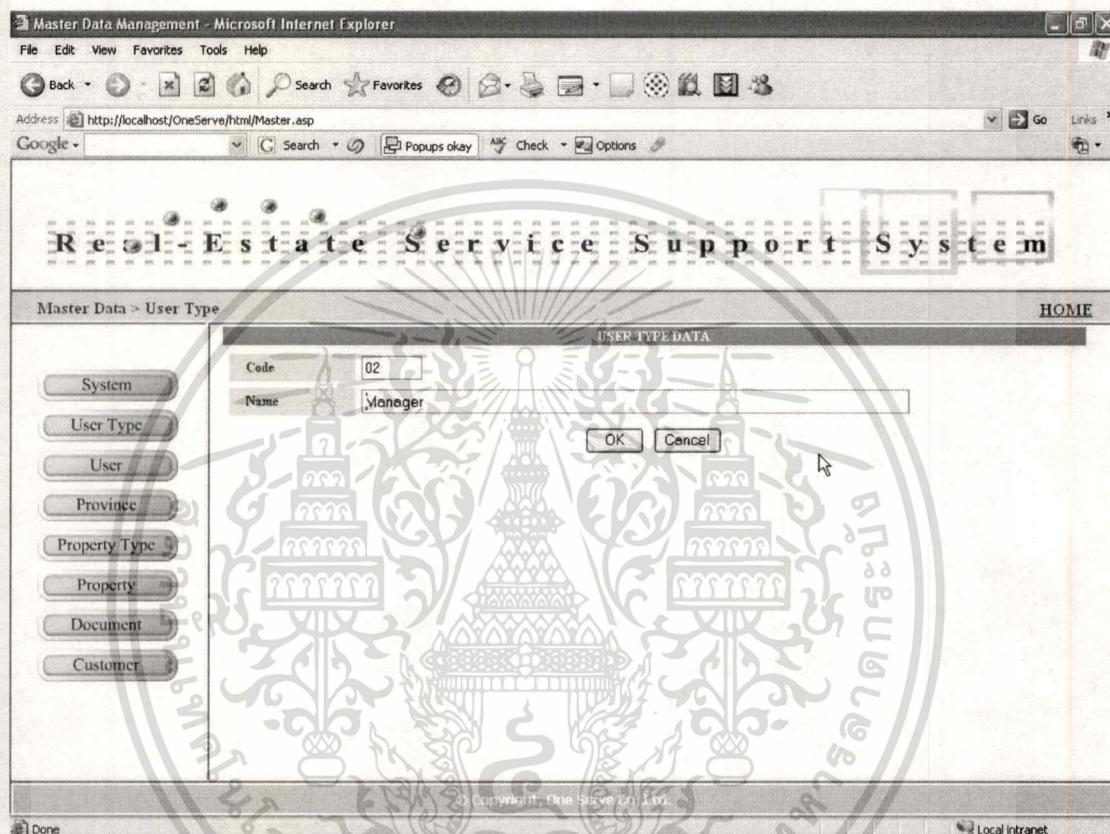 Master Data Management - Microsoft Internet Explorer
File Edit View Favorites Tools Help
Back Search Favorites
Address http://localhost/OneServe/html/Master.asp Go Links
Google Search Popups okay ABC Check Options
Real-Estate Service Support System
Master Data > User Type HOME
USER TYPE DATA
System
User Type
User
Province
Property Type
Property
Document
Customer
Code 02
Name Manager
OK Cancel
© Copyright, One Serve Co., Ltd.
Done Local intranet